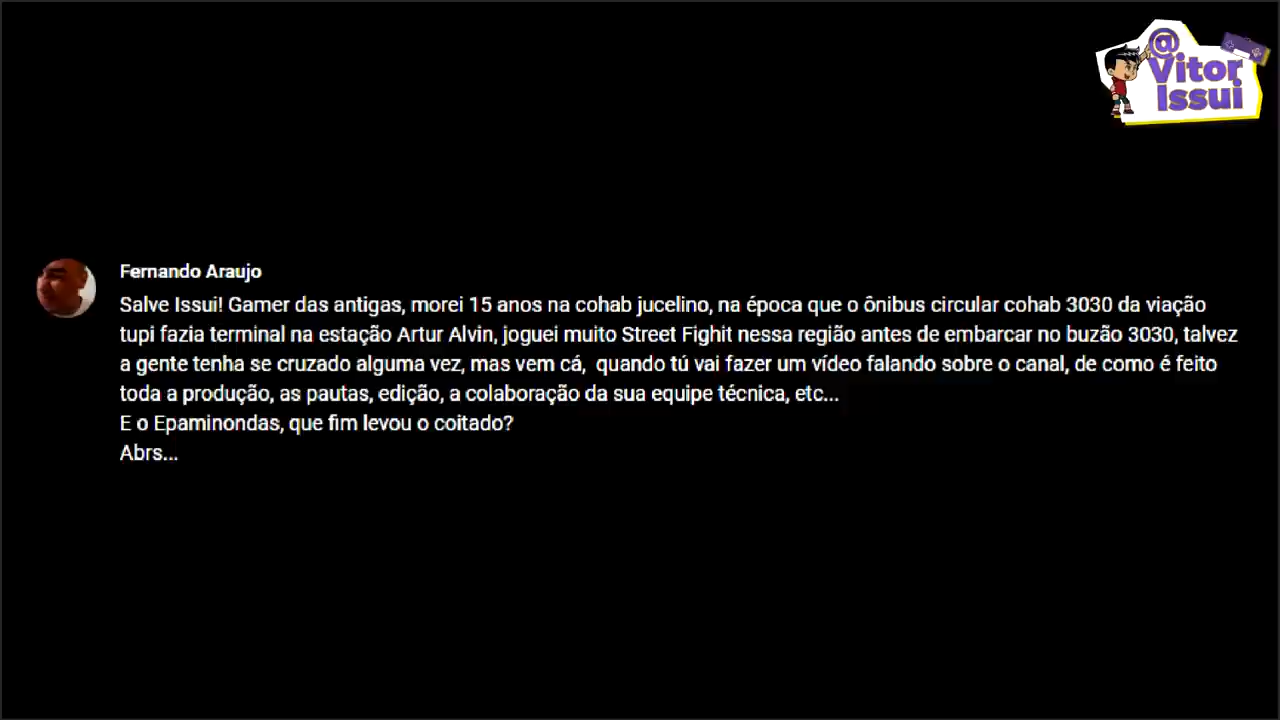 @
Vitor
Issui
Fernando Araujo
Salve Issui! Gamer das antigas, morei 15 anos na cohab jucelino, na época que o ônibus circular cohab 3030 da viação
tupi fazia terminal na estação Artur Alvin, joguei muito Street Fighit nessa região antes de embarcar no buzão 3030, talvez
a gente tenha se cruzado alguma vez, mas vem cá,  quando tú vai fazer um vídeo falando sobre o canal, de como é feito
toda a produção, as pautas, edição, a colaboração da sua equipe técnica, etc...
E o Epaminondas, que fim levou o coitado?
Abrs...